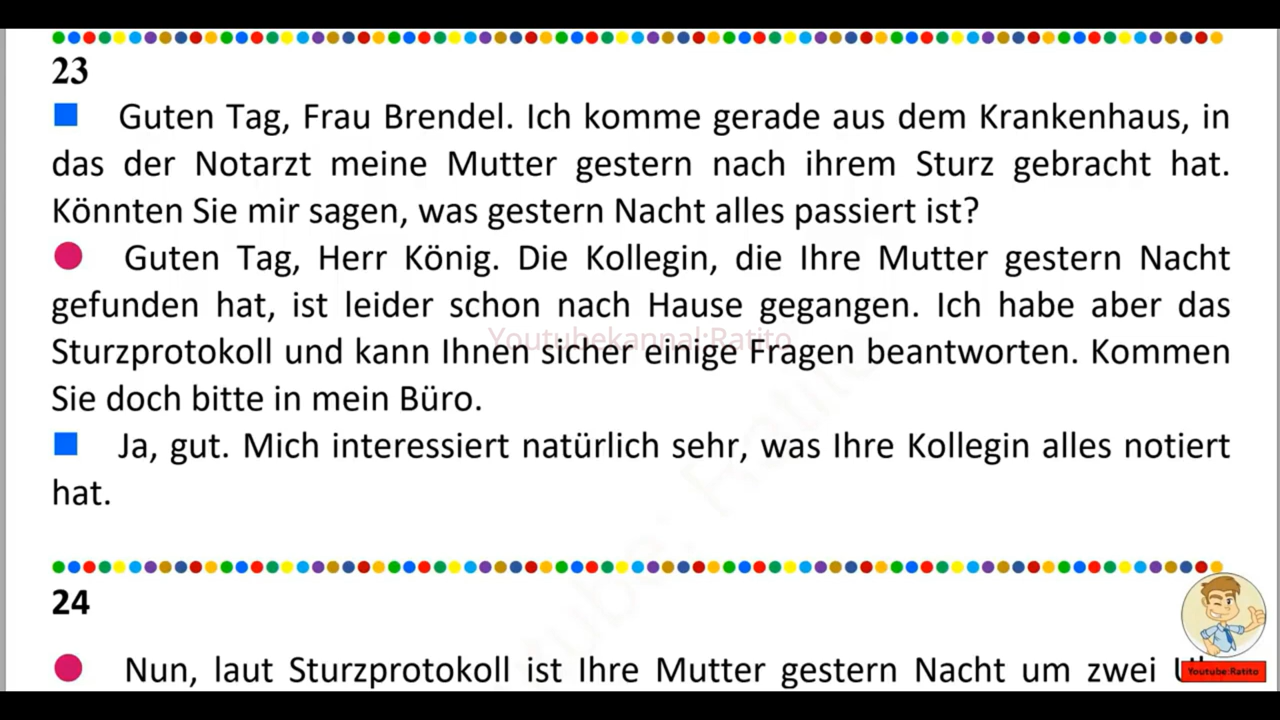 23
Guten Tag, Frau Brendel. Ich komme gerade aus dem Krankenhaus, in
das der Notarzt meine Mutter gestern nach ihrem Sturz gebracht hat.
Könnten Sie mir sagen, was gestern Nacht alles passiert ist?
Guten Tag, Herr König. Die Kollegin, die Ihre Mutter gestern Nacht
gefunden hat, ist leider schon nach Hause gegangen. Ich habe aber das
Youtubekannal:Ratito
Sturzprotokoll und kann Ihnen sicher einige Fragen beantworten. Kommen
Sie doch bitte in mein Büro.
Ja, gut. Mich interessiert natürlich sehr, was Ihre Kollegin alles notiert
hat.
24
Nun, laut Sturzprotokoll ist Ihre Mutter gestern Nacht um zwei
Youtube:Ratito